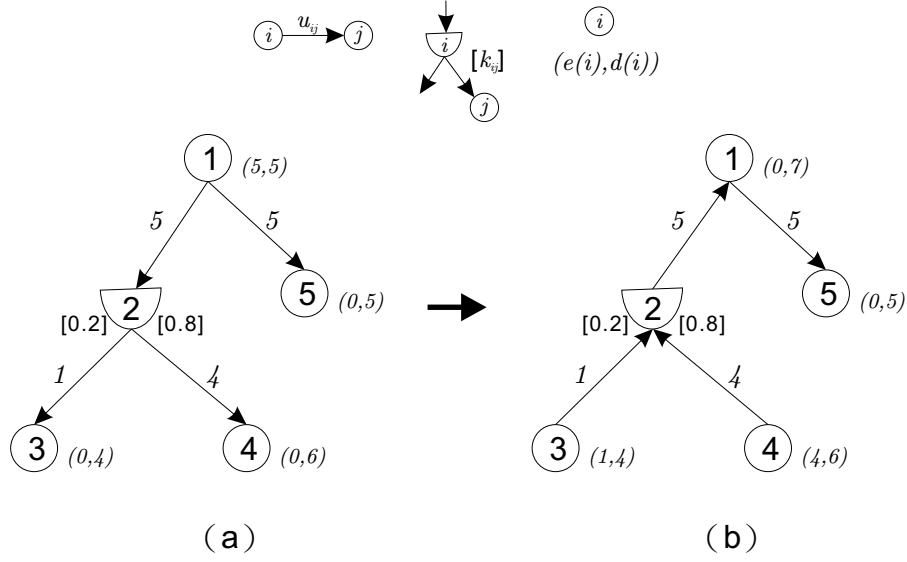 i u_ij j
i [k_ij] j
i
(e(i),d(i))
1 (5,5)
5 5
2 [0.2] [0.8]
5 (0,5)
1 4
3 (0,4)
4 (0,6)
(a)
1 (0,7)
5 5
2 [0.2] [0.8]
5 (0,5)
1 4
3 (1,4)
4 (4,6)
(b)